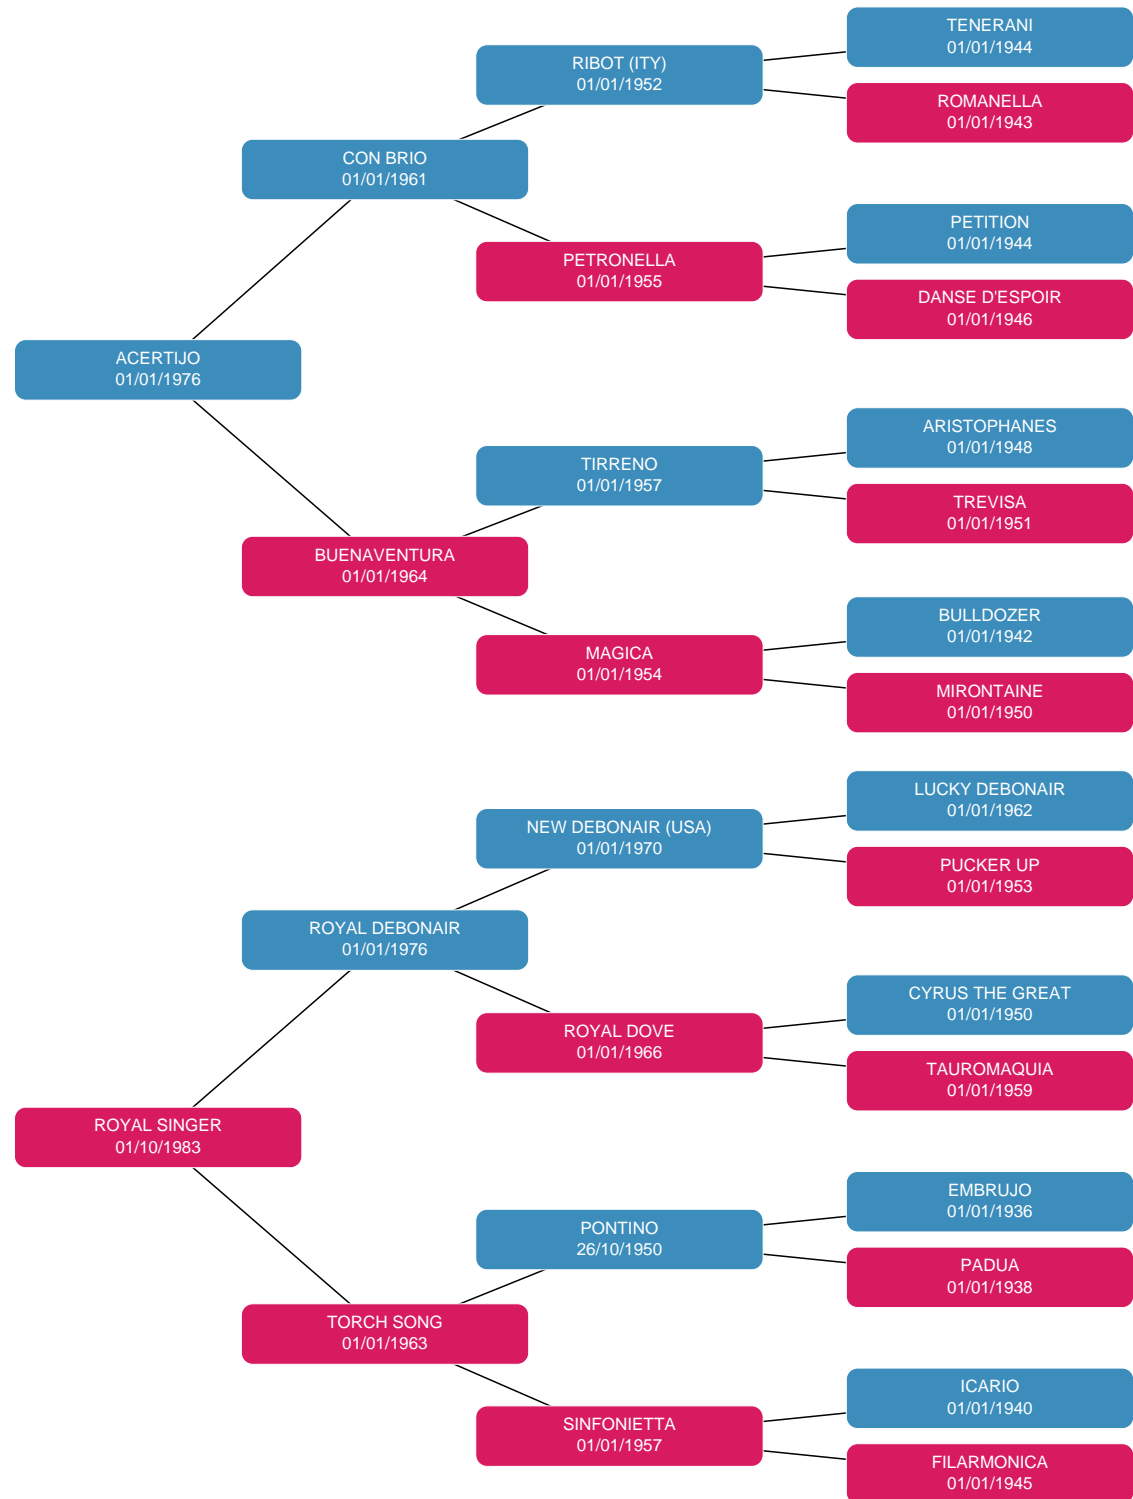 TENERANI
01/01/1944
RIBOT (ITY)
01/01/1952
ROMANELLA
01/01/1943
CON BRIO
01/01/1961
PETITION
01/01/1944
PETRONELLA
01/01/1955
DANSE D'ESPOIR
01/01/1946
ACERTIJO
01/01/1976
ARISTOPHANES
01/01/1948
TIRRENO
01/01/1957
TREVISA
01/01/1951
BUENAVENTURA
01/01/1964
BULLDOZER
01/01/1942
MAGICA
01/01/1954
MIRONTAINE
01/01/1950
LUCKY DEBONAIR
01/01/1962
NEW DEBONAIR (USA)
01/01/1970
PUCKER UP
01/01/1953
ROYAL DEBONAIR
01/01/1976
CYRUS THE GREAT
01/01/1950
ROYAL DOVE
01/01/1966
TAUROMAQUIA
01/01/1959
ROYAL SINGER
01/10/1983
EMBRUJO
01/01/1936
PONTINO
26/10/1950
PADUA
01/01/1938
TORCH SONG
01/01/1963
ICARIO
01/01/1940
SINFONIETTA
01/01/1957
FILARMONICA
01/01/1945